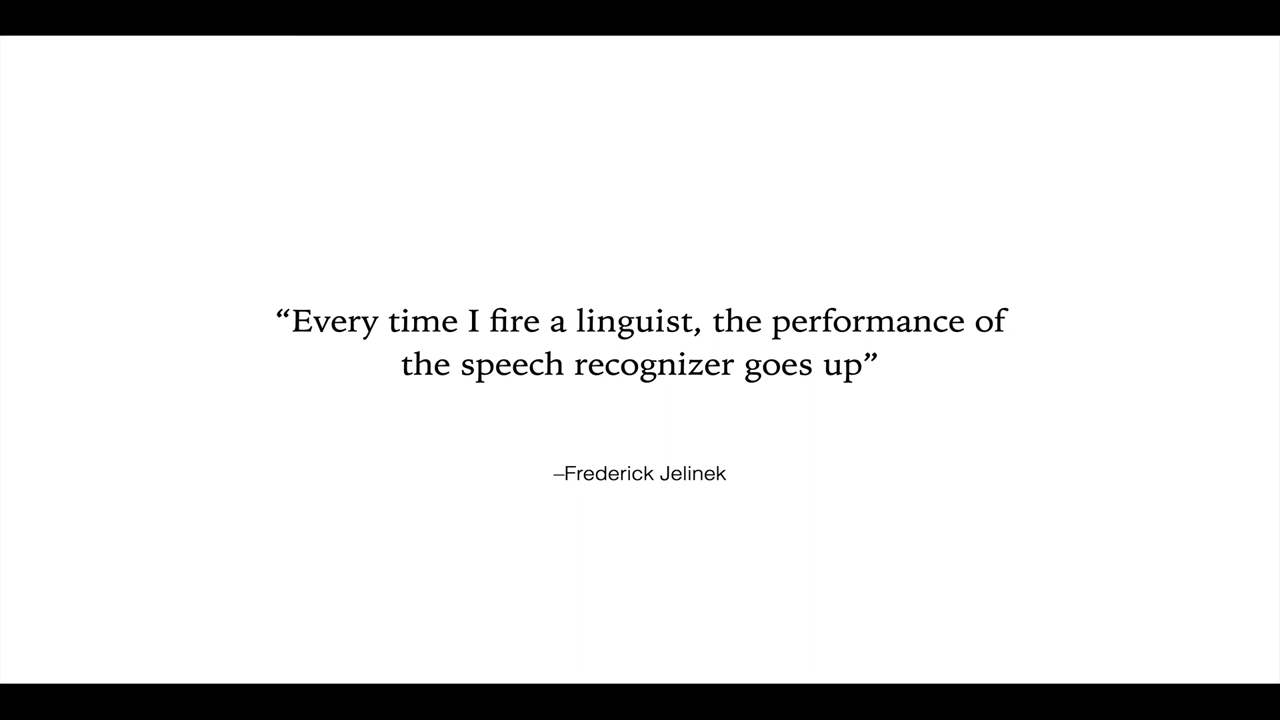 “Every time I fire a linguist, the performance of
the speech recognizer goes up”
–Frederick Jelinek